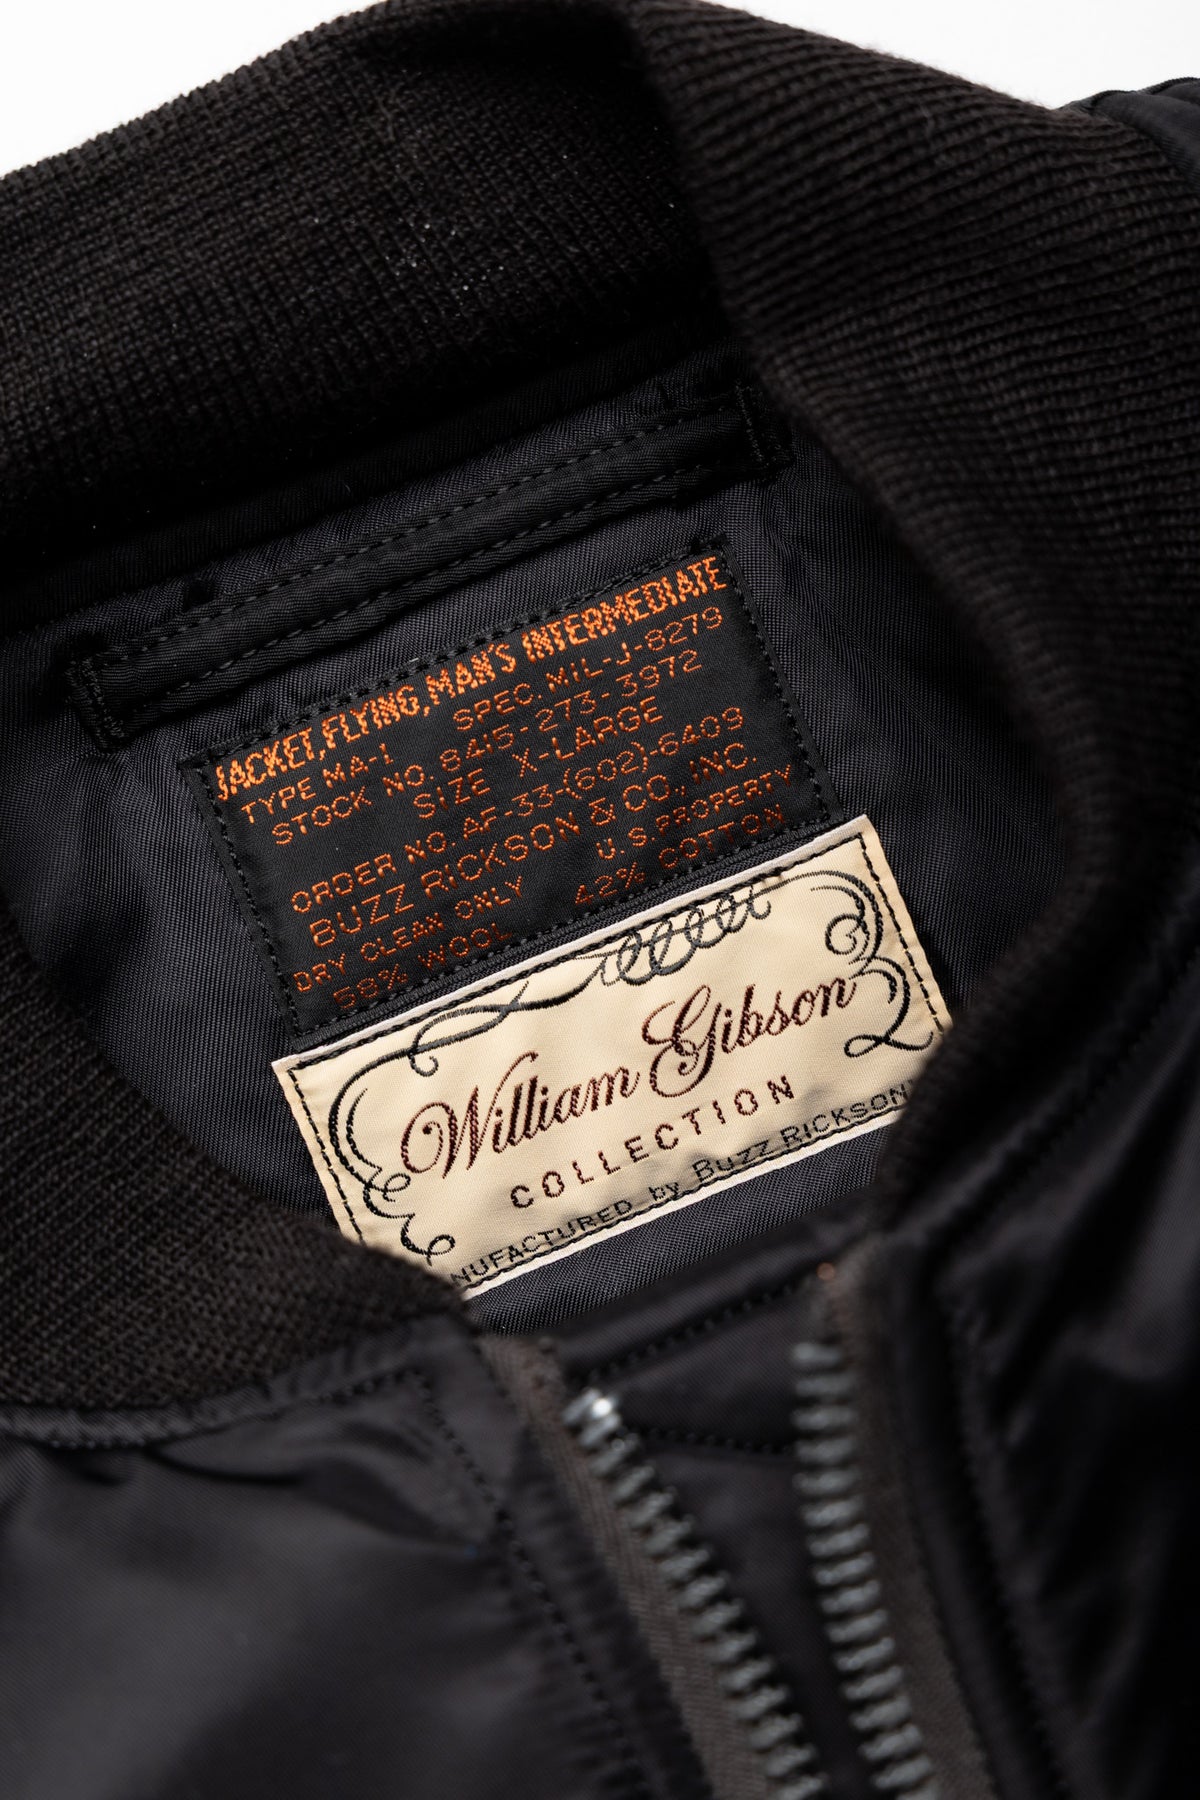 JACKET, FLYING, MAN'S INTERMEDIATE
TYPE MA-1 SPEC. MIL-J-8279
STOCK NO. 8415-273-3972
SIZE X-LARGE
ORDER NO. AF-33-(602)-6409
BUZZ RICKSON & CO., INC.
DRY CLEAN ONLY U.S. PROPERTY
58% WOOL 42% COTTON
William Gibson
COLLECTION
NUFACTURED by BUZZ RICKSON